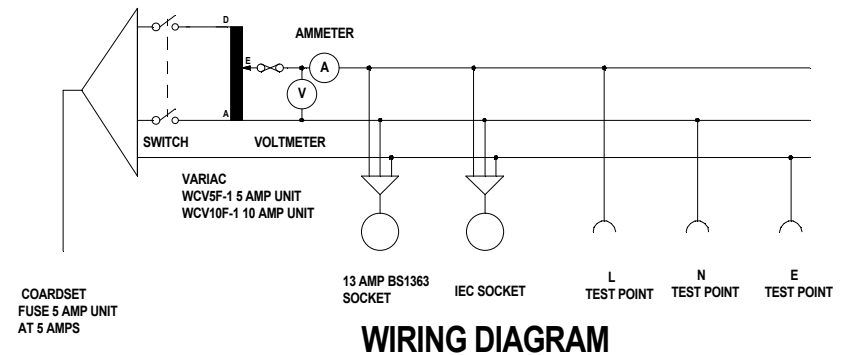 D
AMMETER
E
A
V
A
SWITCH
VOLTMETER
VARIAC
WCV5F-1 5 AMP UNIT
WCV10F-1 10 AMP UNIT
COARDSET
FUSE 5 AMP UNIT
AT 5 AMPS
13 AMP BS1363
SOCKET
IEC SOCKET
L
TEST POINT
N
TEST POINT
E
TEST POINT
WIRING DIAGRAM